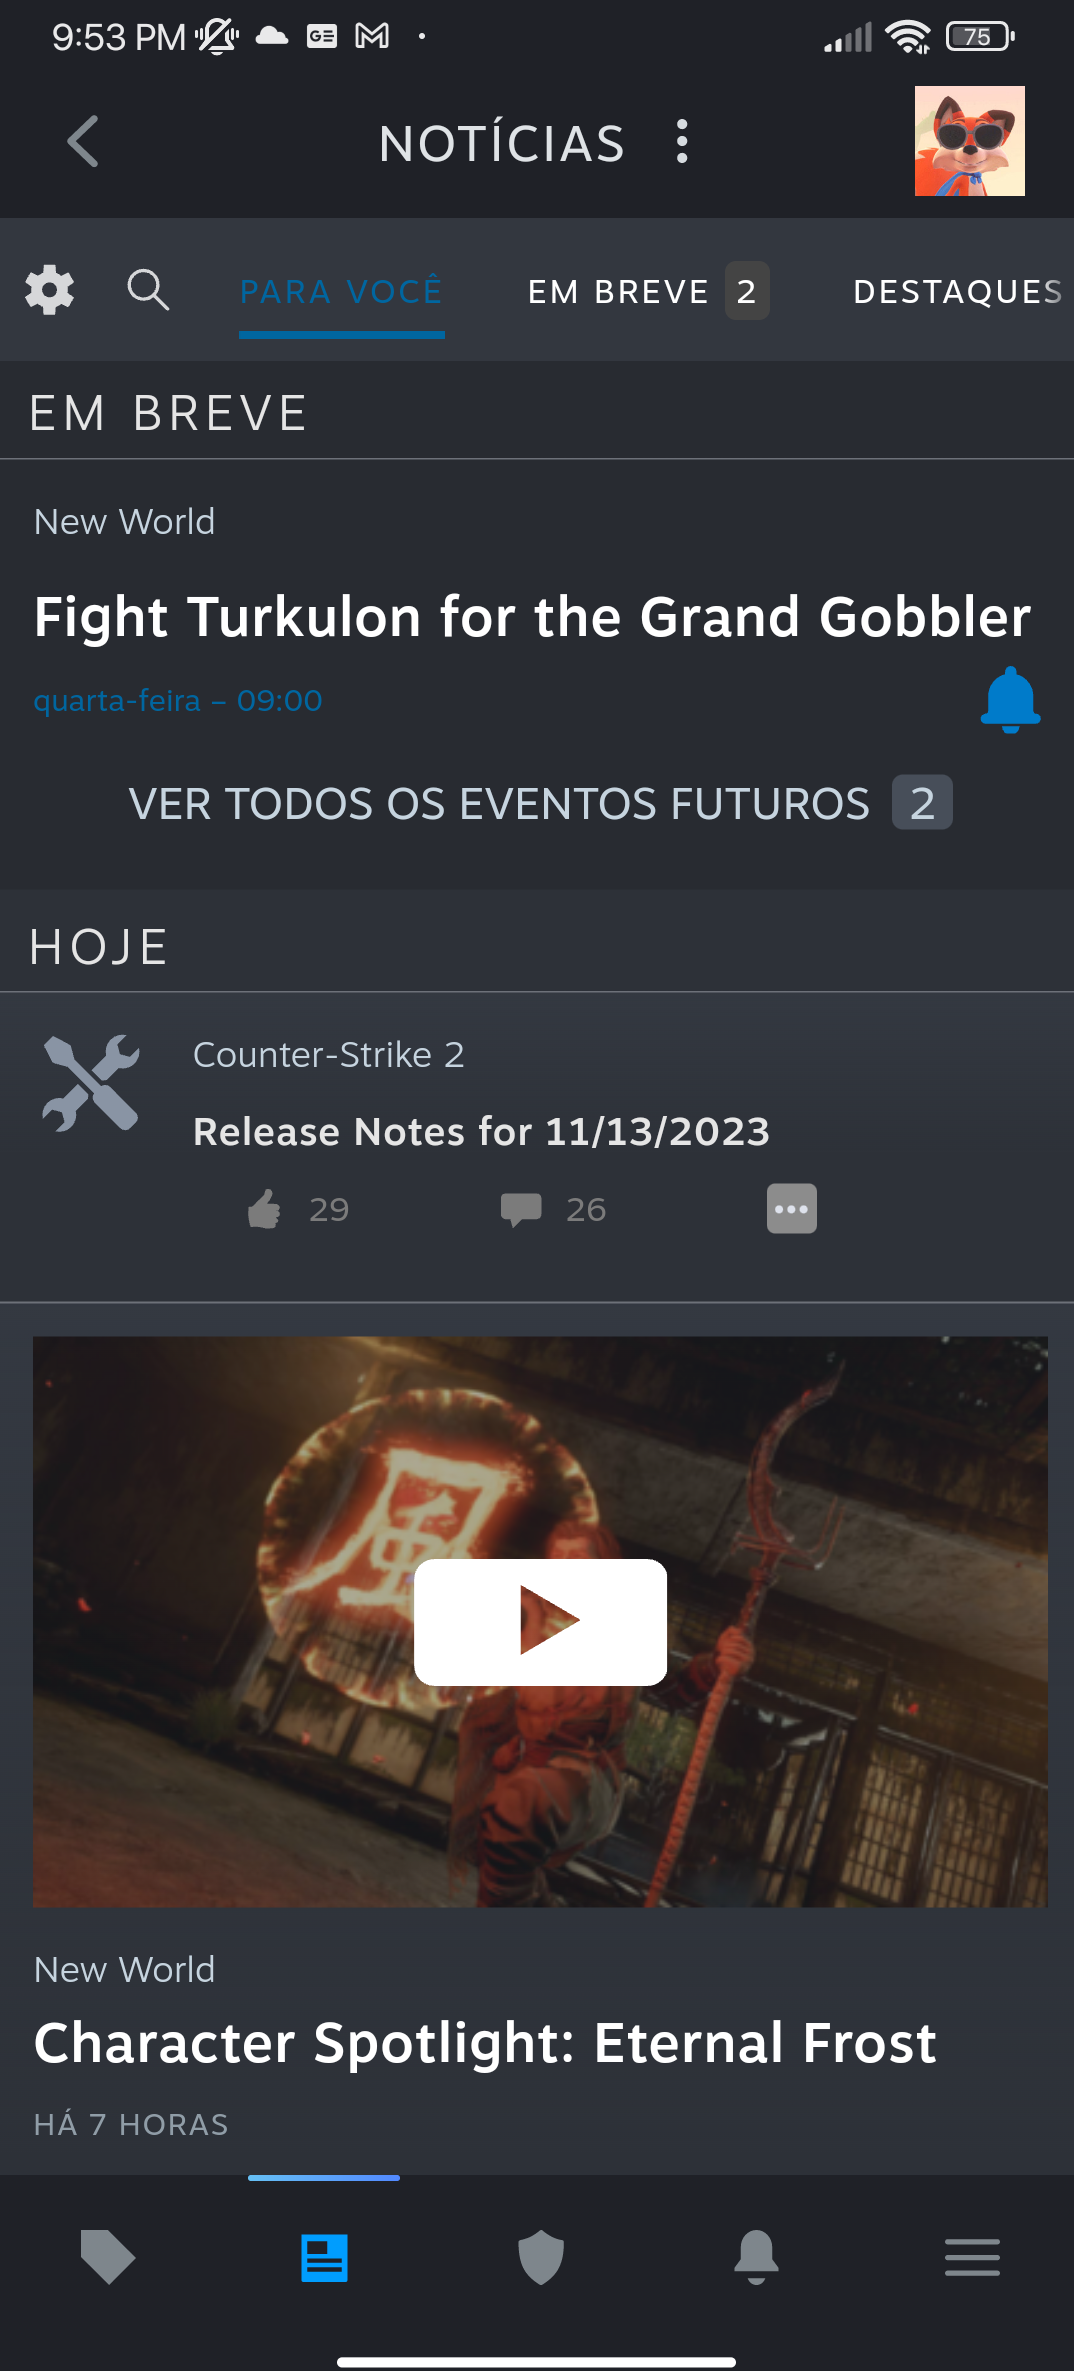 9:53 PM
75
NOTÍCIAS
PARA VOCÊ
EM BREVE 2
DESTAQUES
EM BREVE
New World
Fight Turkulon for the Grand Gobbler
quarta-feira – 09:00
VER TODOS OS EVENTOS FUTUROS 2
HOJE
Counter-Strike 2
Release Notes for 11/13/2023
29
26
風
New World
Character Spotlight: Eternal Frost
HÁ 7 HORAS